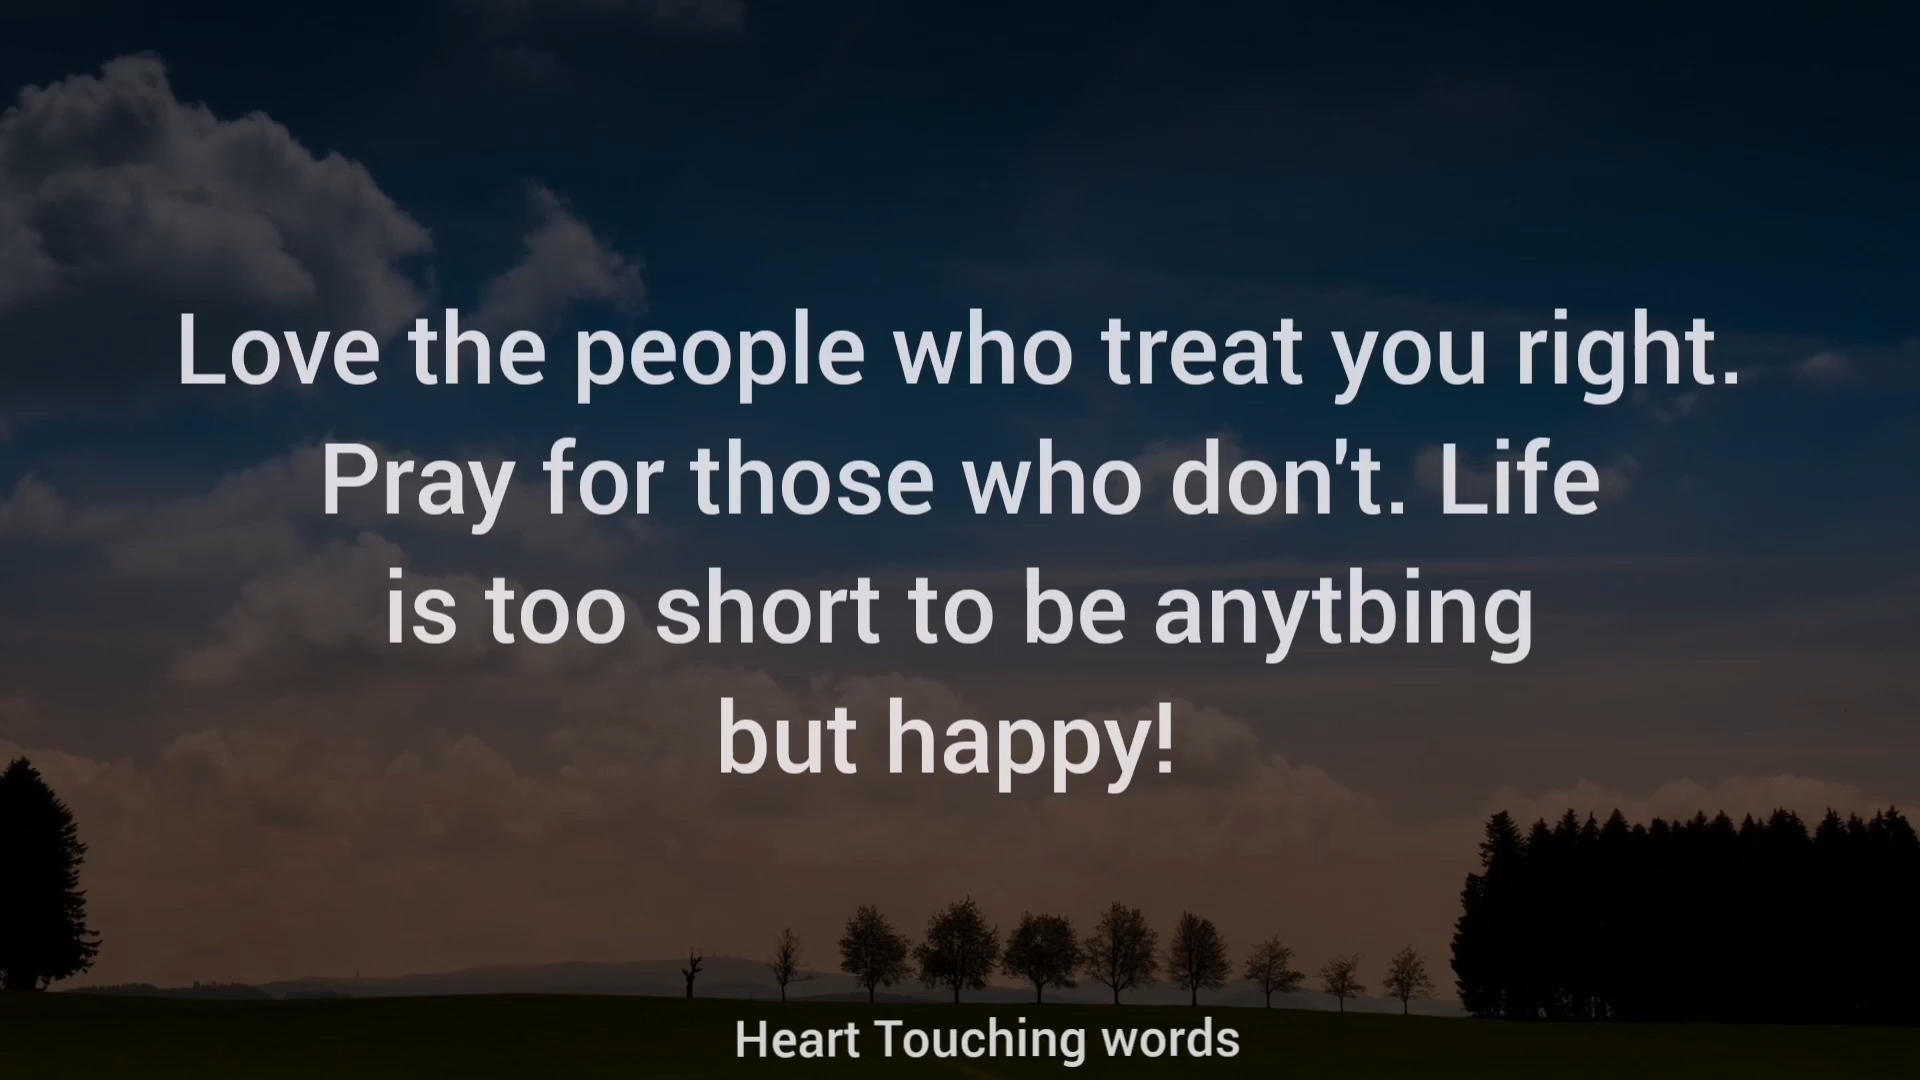 Love the people who treat you right.
Pray for those who don't. Life
is too short to be anytbing
but happy!
Heart Touching words